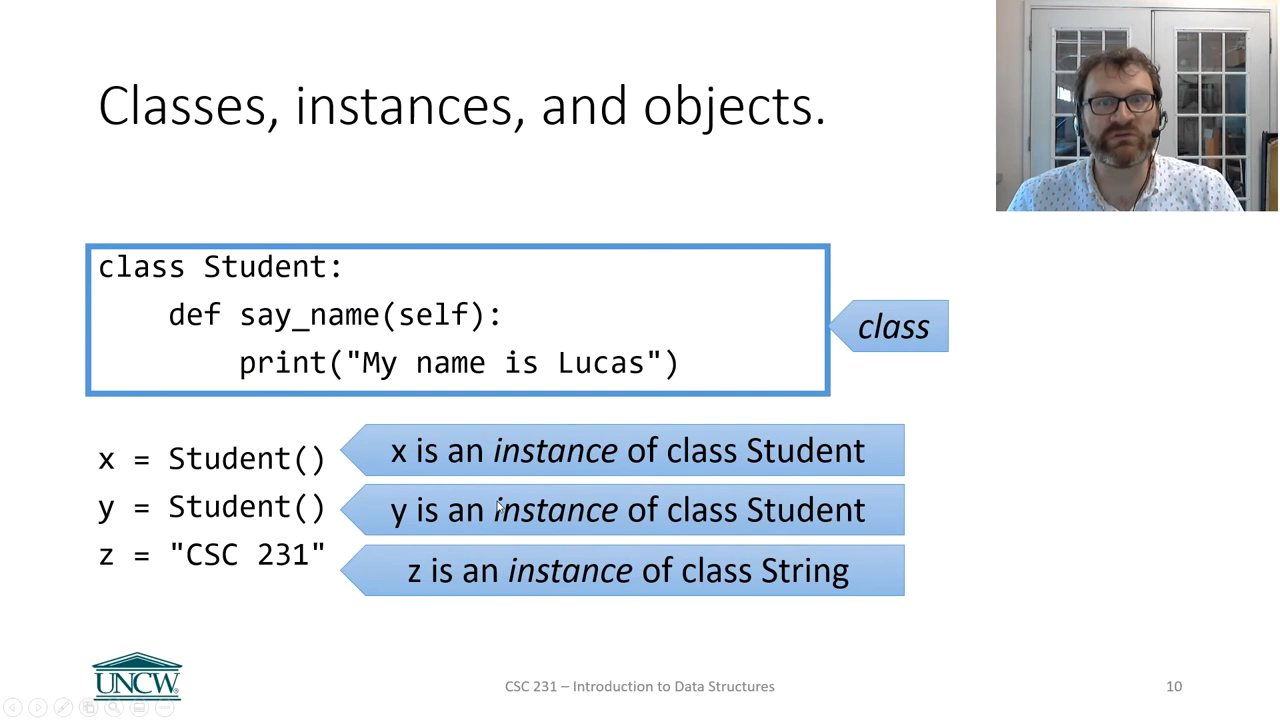 Classes, instances, and objects.
class Student:
    def say_name(self):
        print("My name is Lucas")
class
x = Student()
x is an instance of class Student
y = Student()
y is an instance of class Student
z = "CSC 231"
z is an instance of class String
UNCW
CSC 231 – Introduction to Data Structures
10